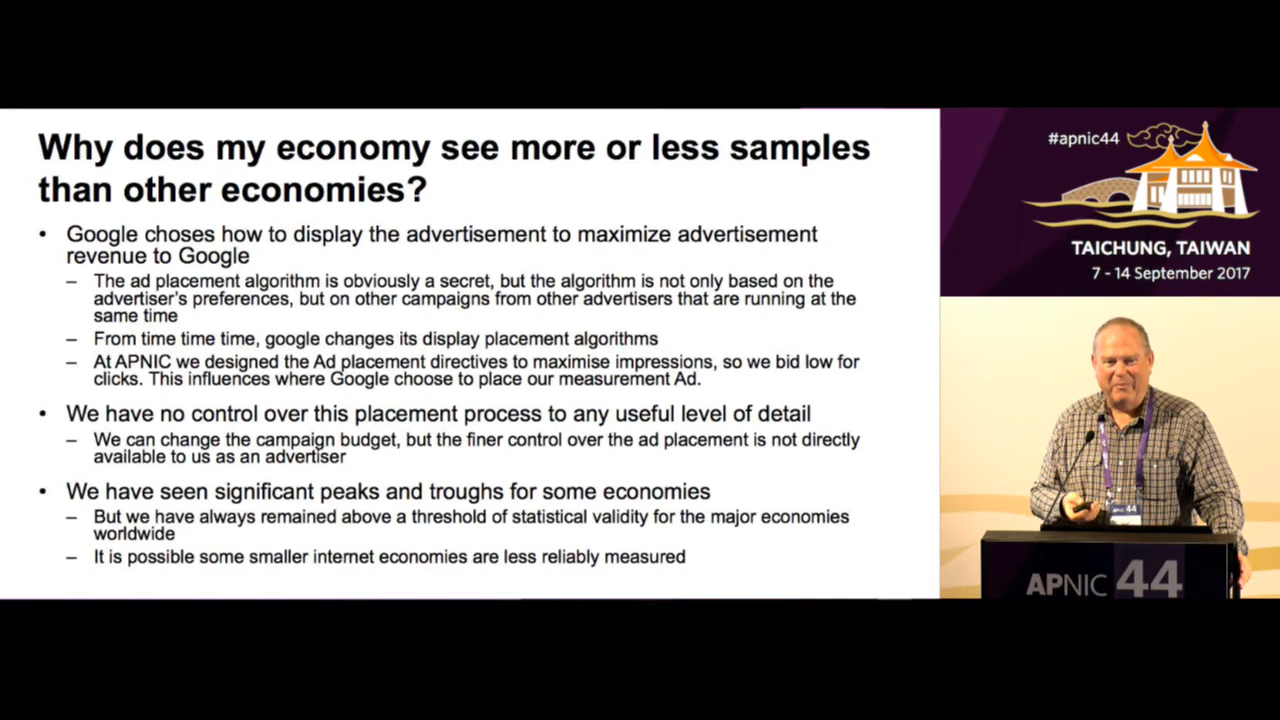 Why does my economy see more or less samples
than other economies?
• Google choses how to display the advertisement to maximize advertisement
revenue to Google
– The ad placement algorithm is obviously a secret, but the algorithm is not only based on the
advertiser's preferences, but on other campaigns from other advertisers that are running at the
same time
– From time time time, google changes its display placement algorithms
– At APNIC we designed the Ad placement directives to maximise impressions, so we bid low for
clicks. This influences where Google choose to place our measurement Ad.
• We have no control over this placement process to any useful level of detail
– We can change the campaign budget, but the finer control over the ad placement is not directly
available to us as an advertiser
• We have seen significant peaks and troughs for some economies
– But we have always remained above a threshold of statistical validity for the major economies
worldwide
– It is possible some smaller internet economies are less reliably measured
#apnic44
TAICHUNG, TAIWAN
7 - 14 September 2017
APNIC 44
APNIC 44